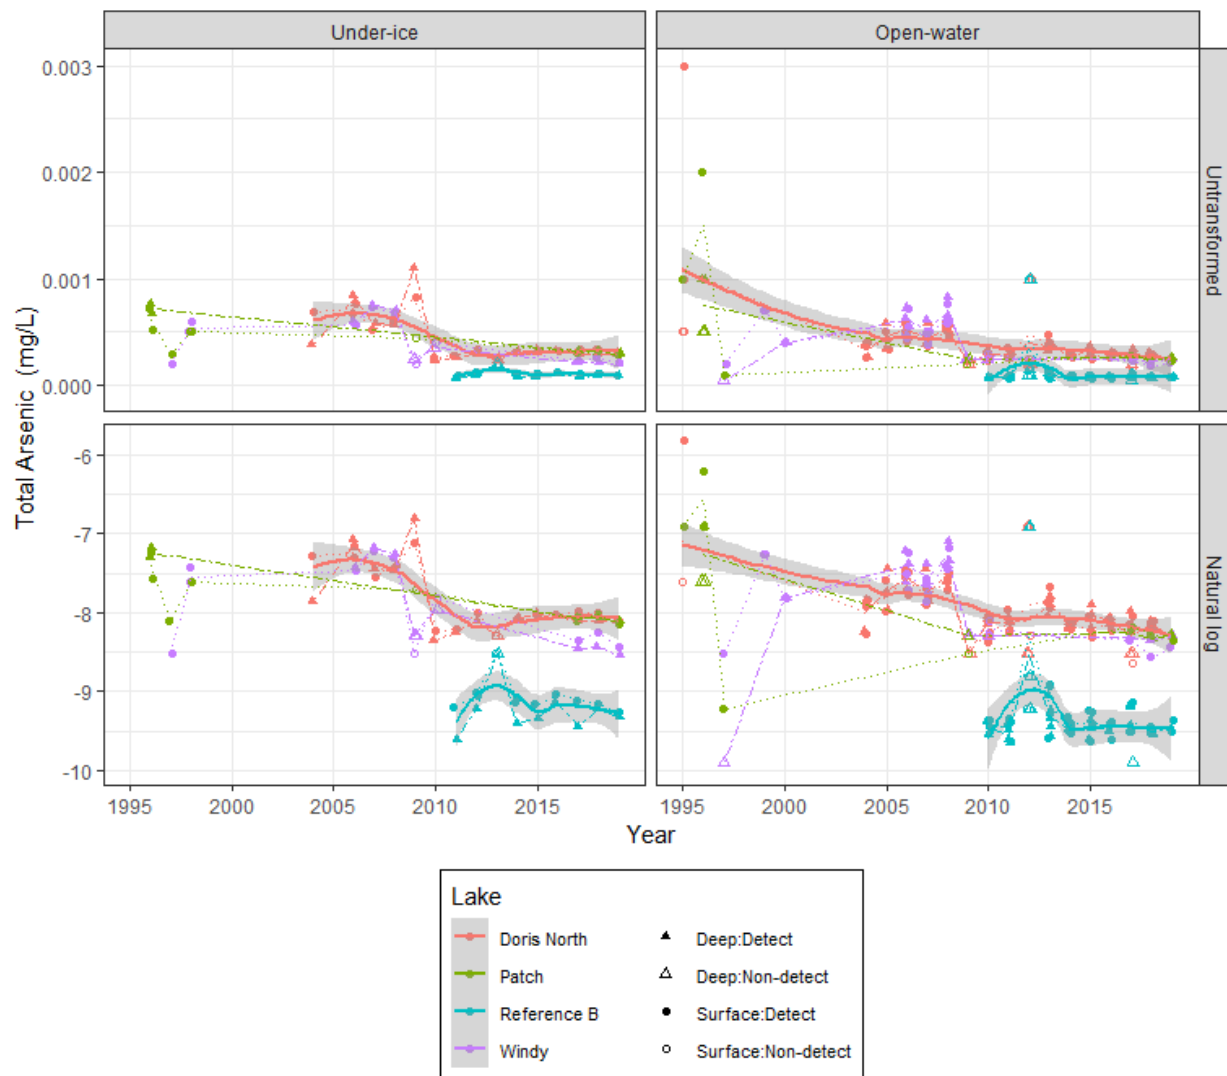 Under-ice
Open-water
0.003
0.002
0.001
0.000
Untransformed
Total Arsenic (mg/L)
-6
-7
-8
-9
-10
Natural log
1995 2000 2005 2010 2015
1995 2000 2005 2010 2015
Year
Lake
Doris North
Patch
Reference B
Windy
Deep:Detect
Deep:Non-detect
Surface:Detect
Surface:Non-detect